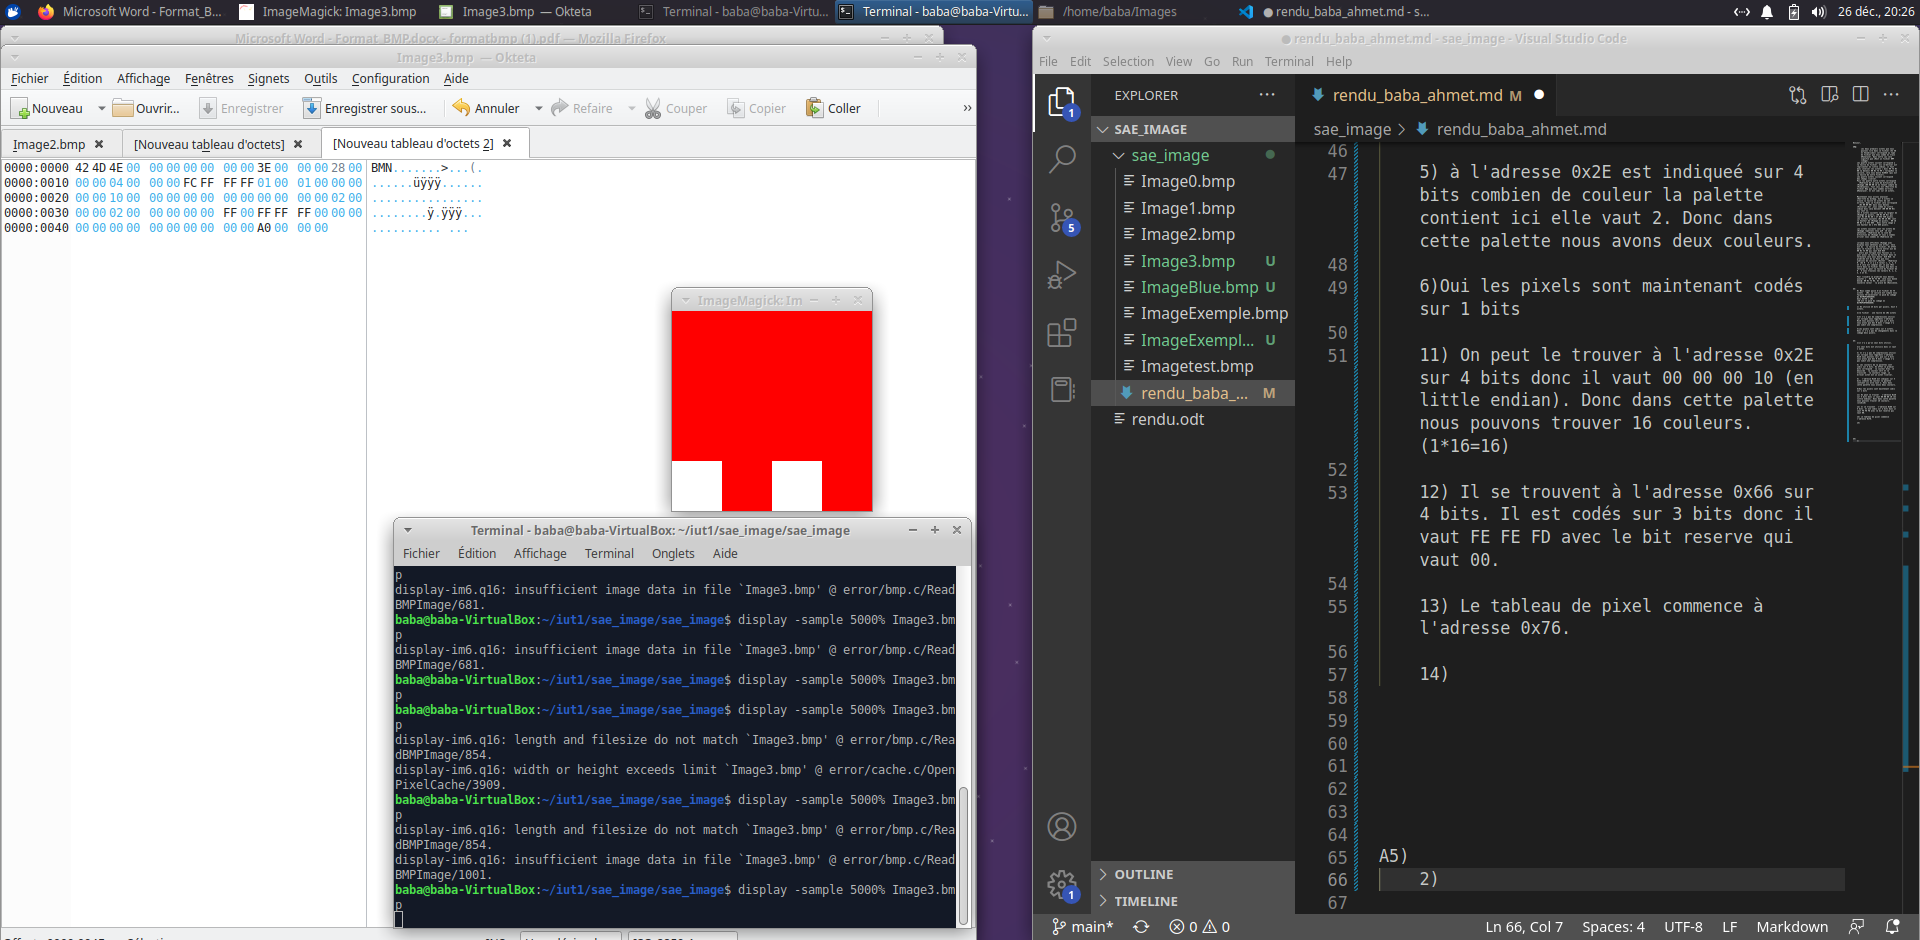 Microsoft Word - Format_B...
ImageMagick: Image3.bmp
Image3.bmp — Okteta
Terminal - baba@baba-Virtu...
Terminal - baba@baba-Virtu...
/home/baba/Images
rendu_baba_ahmet.md - s...
26 déc., 20:26
Microsoft Word - Format_BMP.docx - formatbmp (1).pdf — Mozilla Firefox
Image3.bmp — Okteta
Fichier Édition Affichage Fenêtres Signets Outils Configuration Aide
Nouveau Ouvrir... Enregistrer Enregistrer sous... Annuler Refaire Couper Copier Coller »
Image2.bmp [Nouveau tableau d'octets] [Nouveau tableau d'octets 2]
0000:0000 42 4D 4E 00 00 00 00 00 00 00 3E 00 00 00 28 00 BMN.......>...(.
0000:0010 00 00 04 00 00 00 FC FF FF FF 01 00 01 00 00 00 ......üÿÿÿ......
0000:0020 00 00 10 00 00 00 00 00 00 00 00 00 00 00 02 00 ................
0000:0030 00 00 02 00 00 00 00 00 FF 00 FF FF FF 00 00 00 ........ÿ.ÿÿÿ...
0000:0040 00 00 00 00 00 00 00 00 00 00 A0 00 00 00 .......... ...
ImageMagick: Im
Terminal - baba@baba-VirtualBox: ~/iut1/sae_image/sae_image
Fichier Édition Affichage Terminal Onglets Aide
p
display-im6.q16: insufficient image data in file `Image3.bmp' @ error/bmp.c/Read
BMPImage/681.
baba@baba-VirtualBox:~/iut1/sae_image/sae_image$ display -sample 5000% Image3.bm
p
display-im6.q16: insufficient image data in file `Image3.bmp' @ error/bmp.c/Read
BMPImage/681.
baba@baba-VirtualBox:~/iut1/sae_image/sae_image$ display -sample 5000% Image3.bm
p
baba@baba-VirtualBox:~/iut1/sae_image/sae_image$ display -sample 5000% Image3.bm
p
display-im6.q16: length and filesize do not match `Image3.bmp' @ error/bmp.c/Rea
dBMPImage/854.
display-im6.q16: width or height exceeds limit `Image3.bmp' @ error/cache.c/Open
PixelCache/3909.
baba@baba-VirtualBox:~/iut1/sae_image/sae_image$ display -sample 5000% Image3.bm
p
display-im6.q16: length and filesize do not match `Image3.bmp' @ error/bmp.c/Rea
dBMPImage/854.
display-im6.q16: insufficient image data in file `Image3.bmp' @ error/bmp.c/Read
BMPImage/1001.
baba@baba-VirtualBox:~/iut1/sae_image/sae_image$ display -sample 5000% Image3.bm
p
rendu_baba_ahmet.md - sae_image - Visual Studio Code
File Edit Selection View Go Run Terminal Help
1
5
1
EXPLORER ...
SAE_IMAGE
sae_image
Image0.bmp
Image1.bmp
Image2.bmp
Image3.bmp U
ImageBlue.bmp U
ImageExemple.bmp
ImageExempl... U
Imagetest.bmp
rendu_baba_... M
rendu.odt
OUTLINE
TIMELINE
rendu_baba_ahmet.md M
sae_image > rendu_baba_ahmet.md
46
47 5) à l'adresse 0x2E est indiqueé sur 4
bits combien de couleur la palette
contient ici elle vaut 2. Donc dans
cette palette nous avons deux couleurs.
48
49 6)Oui les pixels sont maintenant codés
sur 1 bits
50
51 11) On peut le trouver à l'adresse 0x2E
sur 4 bits donc il vaut 00 00 00 10 (en
little endian). Donc dans cette palette
nous pouvons trouver 16 couleurs.
(1*16=16)
52
53 12) Il se trouvent à l'adresse 0x66 sur
4 bits. Il est codés sur 3 bits donc il
vaut FE FE FD avec le bit reserve qui
vaut 00.
54
55 13) Le tableau de pixel commence à
l'adresse 0x76.
56
57 14)
58
59
60
61
62
63
64
65 A5)
66 2)
67
main* 0 0 Ln 66, Col 7 Spaces: 4 UTF-8 LF Markdown